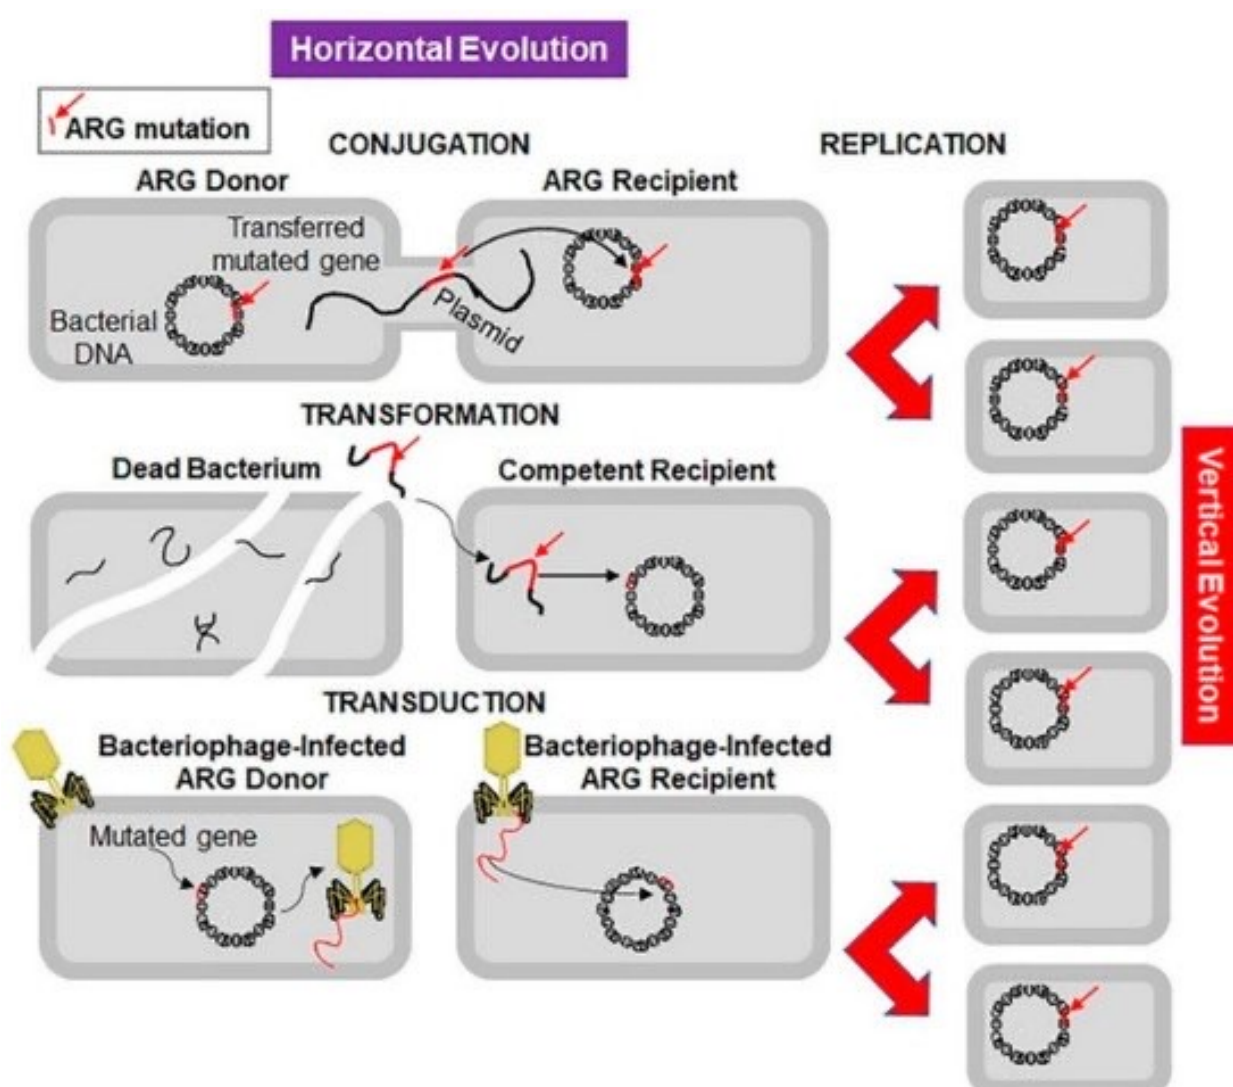 Horizontal Evolution
ARG mutation
CONJUGATION
REPLICATION
ARG Donor
ARG Recipient
Transferred
mutated gene
Plasmid
Bacterial
DNA
TRANSFORMATION
Dead Bacterium
Competent Recipient
Vertical Evolution
TRANSDUCTION
Bacteriophage-Infected
ARG Donor
Bacteriophage-Infected
ARG Recipient
Mutated gene